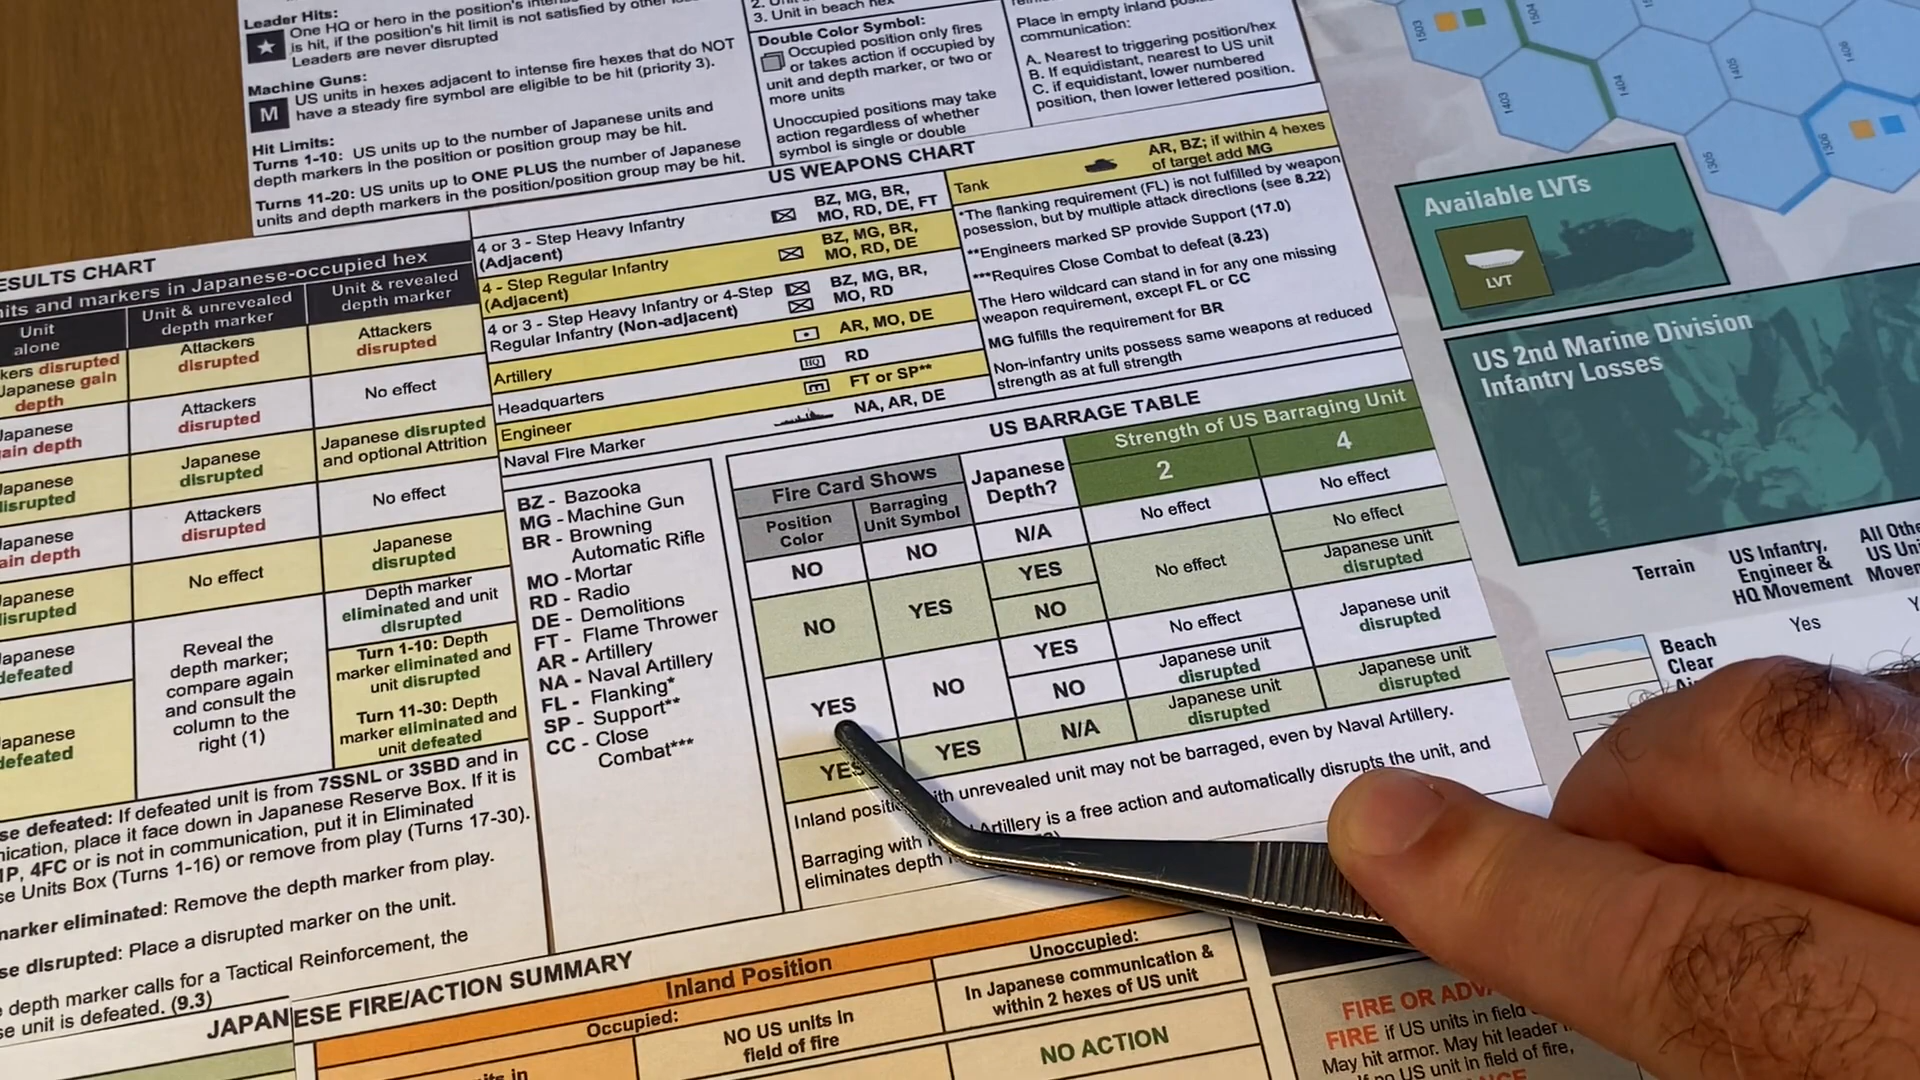 Leader Hits:
One HQ or hero in the position's
is hit, if the position's hit limit is not satisfied by other
Leaders are never disrupted
Machine Guns:
M
US units in hexes adjacent to intense fire hexes that do NOT
have a steady fire symbol are eligible to be hit (priority 3).
Hit Limits:
Turns 1-10: US units up to the number of Japanese units and
depth markers in the position or position group may be hit.
Turns 11-20: US units up to ONE PLUS the number of Japanese
units and depth markers in the position/position group may be hit.
3. Unit in beach hex
Double Color Symbol:
Occupied position only fires
or takes action if occupied by
unit and depth marker, or two or
more units
Unoccupied positions may take
action regardless of whether
symbol is single or double
Place in empty inland
communication:
A. Nearest to triggering position/hex
B. If equidistant, nearest to US unit
C. if equidistant, lower numbered
position, then lower lettered position.
US WEAPONS CHART
4 or 3 - Step Heavy Infantry
(Adjacent)
BZ, MG, BR,
MO, RD, DE, FT
4 - Step Regular Infantry
(Adjacent)
BZ, MG, BR,
MO, RD, DE
4 or 3 - Step Heavy Infantry or 4-Step
Regular Infantry (Non-adjacent)
BZ, MG, BR,
MO, RD
Artillery
AR, MO, DE
Headquarters
HQ
RD
Engineer
FT or SP**
Naval Fire Marker
NA, AR, DE
Tank
AR, BZ; if within 4 hexes
of target add MG
*The flanking requirement (FL) is not fulfilled by weapon
posession, but by multiple attack directions (see 8.22)
**Engineers marked SP provide Support (17.0)
***Requires Close Combat to defeat (8.23)
The Hero wildcard can stand in for any one missing
weapon requirement, except FL or CC
MG fulfills the requirement for BR
Non-infantry units possess same weapons at reduced
strength as at full strength
ESULTS CHART
nits and markers in Japanese-occupied hex
Unit
alone
Unit & unrevealed
depth marker
Unit & revealed
depth marker
kers disrupted
Japanese gain
depth
Attackers
disrupted
Attackers
disrupted
Japanese
ain depth
Attackers
disrupted
No effect
Japanese
disrupted
Japanese
disrupted
Japanese disrupted
and optional Attrition
Japanese
ain depth
Attackers
disrupted
No effect
Japanese
disrupted
No effect
Japanese
disrupted
Japanese
defeated
Reveal the
depth marker;
compare again
and consult the
column to the
right (1)
Depth marker
eliminated and unit
disrupted
Japanese
defeated
Turn 1-10: Depth
marker eliminated and
unit disrupted
Turn 11-30: Depth
marker eliminated and
unit defeated
se defeated: If defeated unit is from 7SSNL or 3SBD and in
nication, place it face down in Japanese Reserve Box. If it is
1P, 4FC or is not in communication, put it in Eliminated
se Units Box (Turns 1-16) or remove from play (Turns 17-30).
marker eliminated: Remove the depth marker from play.
se disrupted: Place a disrupted marker on the unit.
depth marker calls for a Tactical Reinforcement, the
se unit is defeated. (9.3)
BZ - Bazooka
MG - Machine Gun
BR - Browning
Automatic Rifle
MO - Mortar
RD - Radio
DE - Demolitions
FT - Flame Thrower
AR - Artillery
NA - Naval Artillery
FL - Flanking*
SP - Support**
CC - Close
Combat***
US BARRAGE TABLE
Fire Card Shows
Position
Color
Barraging
Unit Symbol
Japanese
Depth?
Strength of US Barraging Unit
2
4
NO
NO
N/A
No effect
No effect
NO
YES
YES
NO
No effect
No effect
Japanese unit
disrupted
YES
NO
YES
NO
No effect
Japanese unit
disrupted
Japanese unit
disrupted
YES
YES
N/A
Japanese unit
disrupted
Japanese unit
disrupted
Inland with unrevealed unit may not be barraged, even by Naval Artillery.
Barraging with Artillery is a free action and automatically disrupts the unit, and
eliminates depth
JAPANESE FIRE/ACTION SUMMARY
Inland Position
Occupied:
Unoccupied:
NO US units in
field of fire
In Japanese communication &
within 2 hexes of US unit
NO ACTION
FIRE OR
FIRE if US units in field
May hit armor. May hit leader
no US unit in field of fire,
Available LVTs
LVT
US 2nd Marine Division
Infantry Losses
Terrain
US Infantry,
Engineer &
HQ Movement
Beach
Clear
Yes
1503
1504
1403
1404
1405
1406
1305
1306